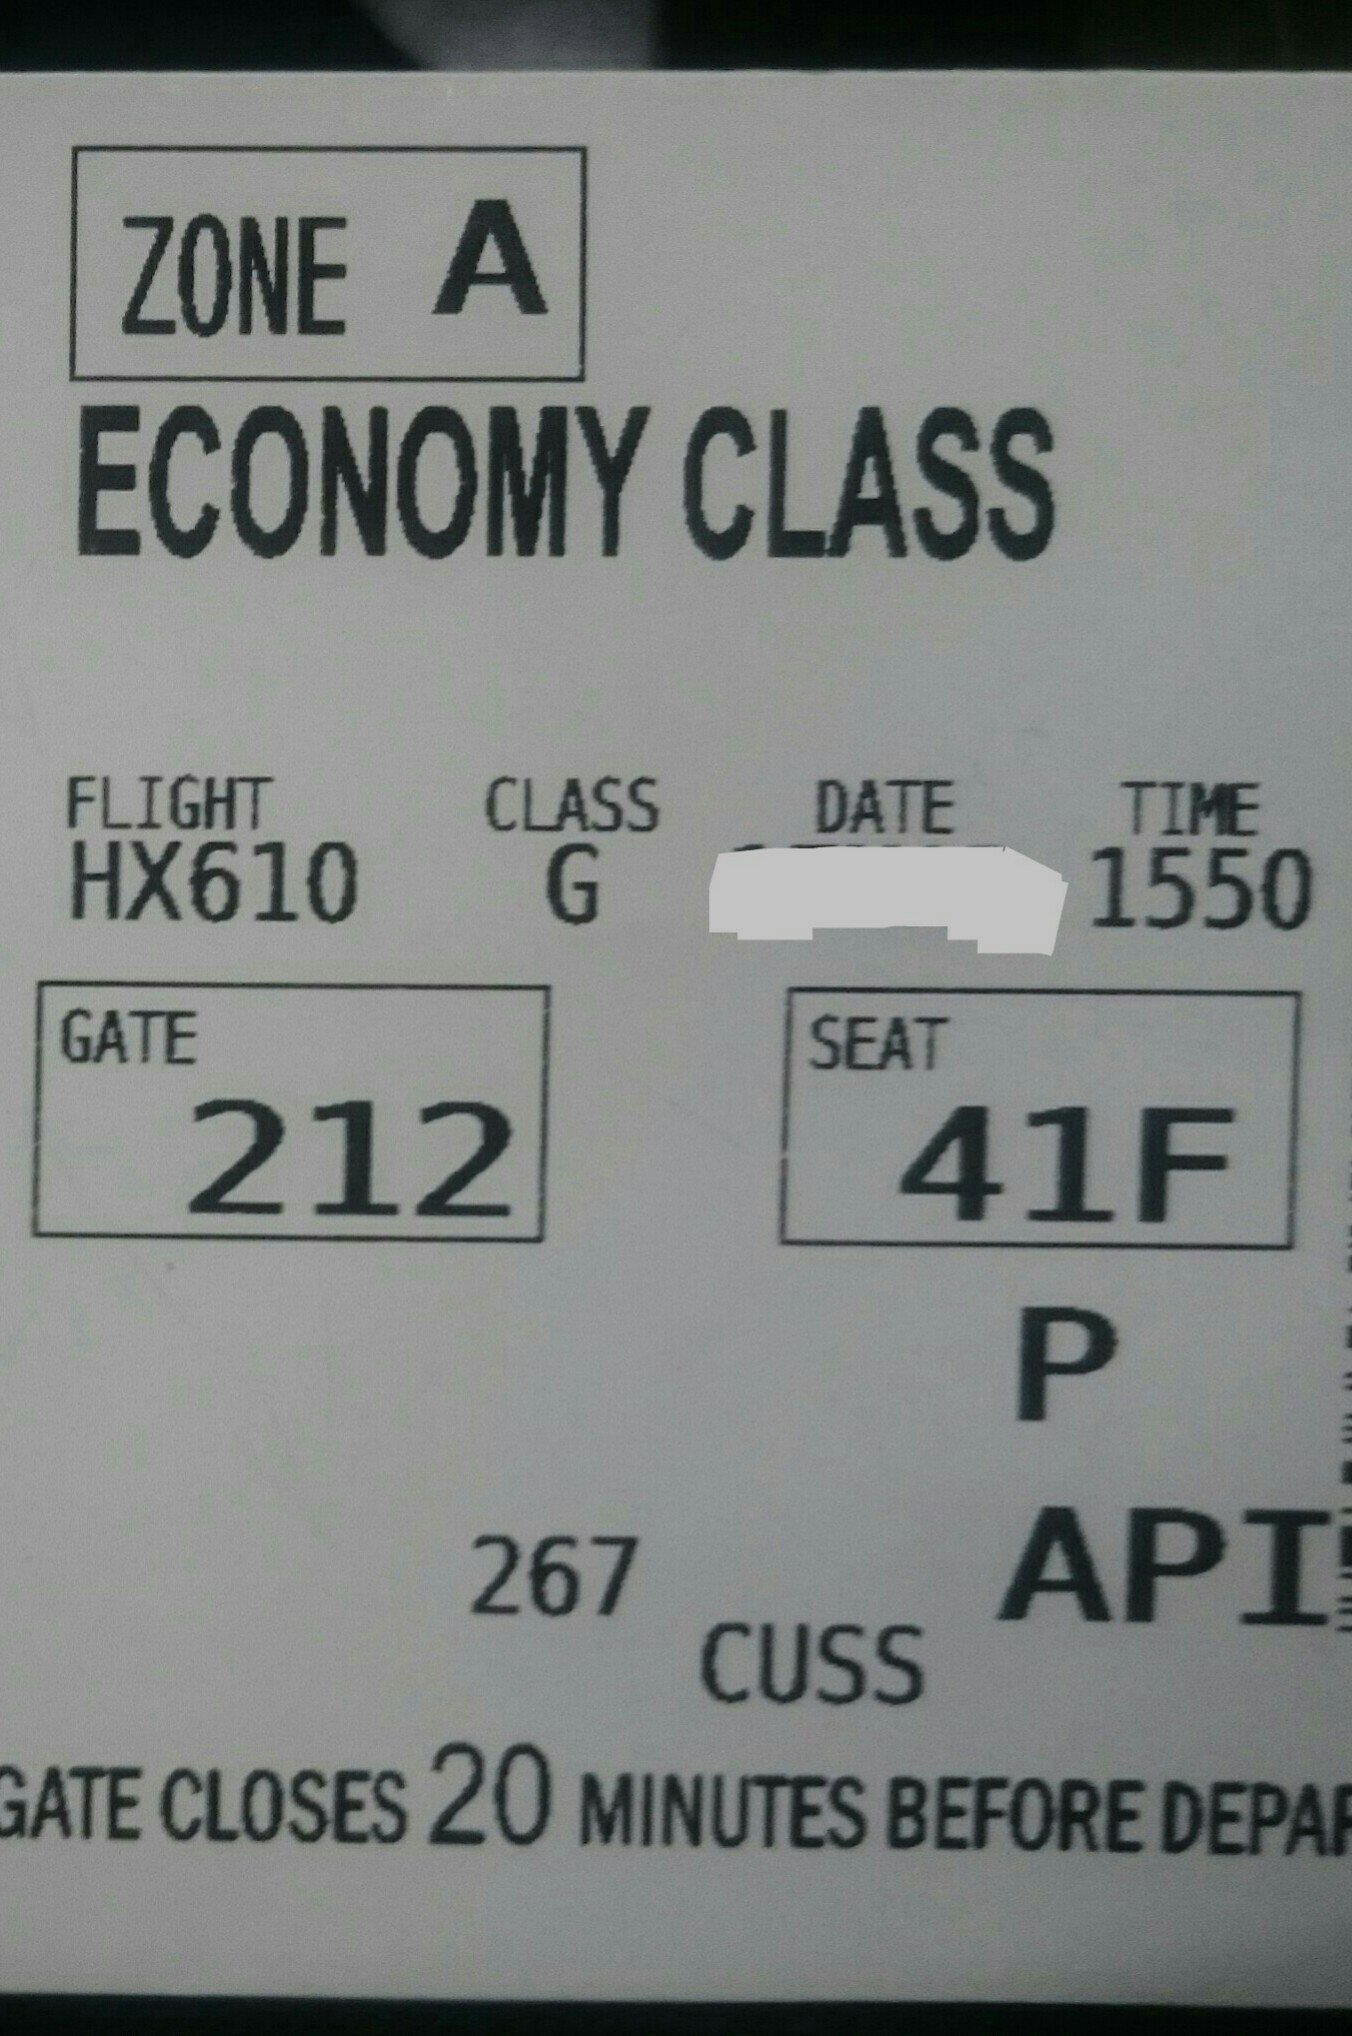 ZONE A
ECONOMY CLASS
FLIGHT CLASS DATE TIME
HX610 G 1550
GATE SEAT
212 41F
P
267 API
CUSS
GATE CLOSES 20 MINUTES BEFORE DEPAR